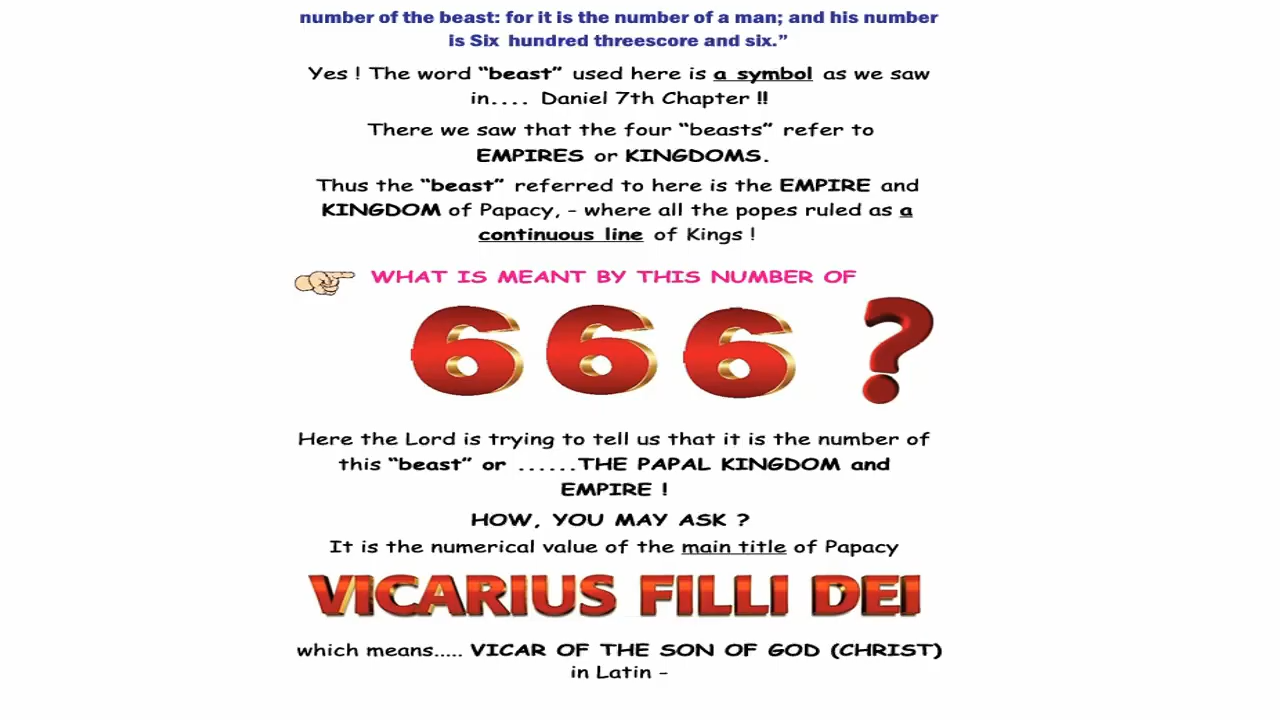 number of the beast: for it is the number of a man; and his number
is Six hundred threescore and six.”
Yes ! The word “beast” used here is a symbol as we saw
in.... Daniel 7th Chapter !!
There we saw that the four “beasts” refer to
EMPIRES or KINGDOMS.
Thus the “beast” referred to here is the EMPIRE and
KINGDOM of Papacy, - where all the popes ruled as a
continuous line of Kings !
WHAT IS MEANT BY THIS NUMBER OF
666 ?
Here the Lord is trying to tell us that it is the number of
this “beast” or ......THE PAPAL KINGDOM and
EMPIRE !
HOW, YOU MAY ASK ?
It is the numerical value of the main title of Papacy
VICARIUS FILLI DEI
which means..... VICAR OF THE SON OF GOD (CHRIST)
in Latin -